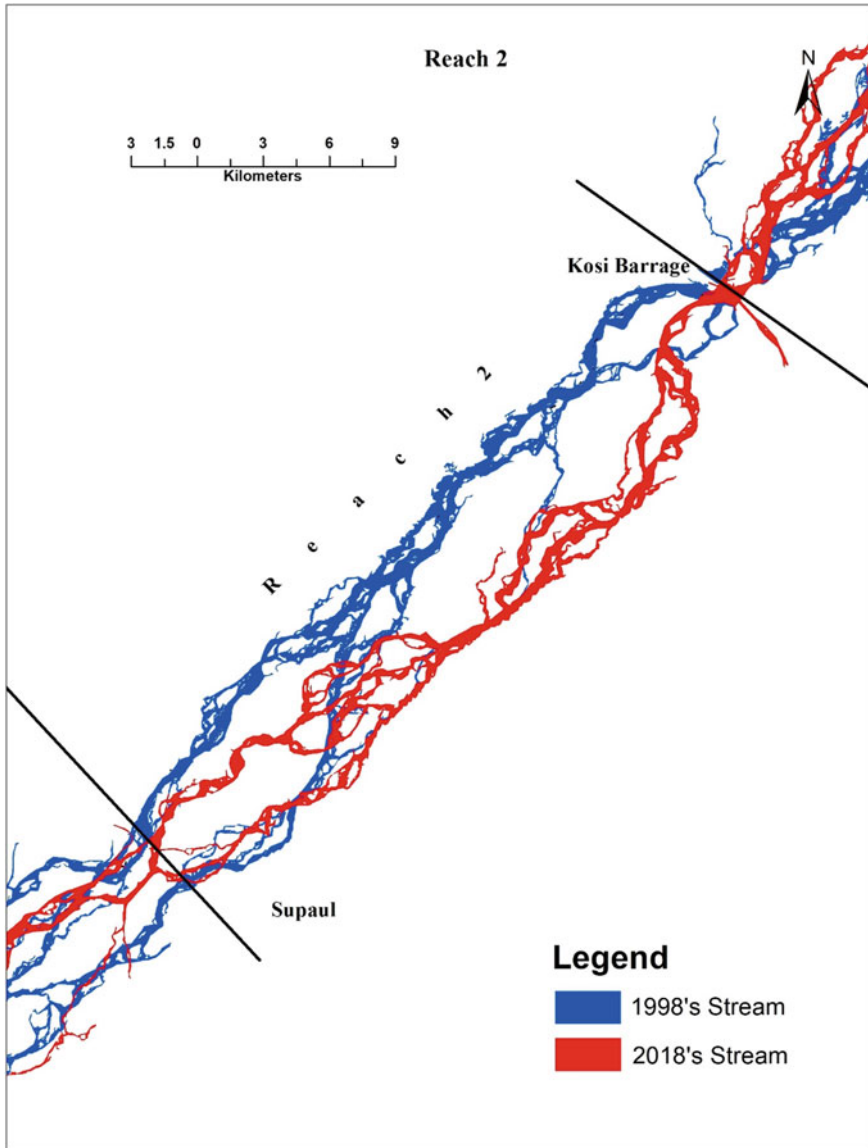 Reach 2
N
3 1.5 0 3 6 9
Kilometers
Kosi Barrage
Reach 2
Supaul
Legend
1998's Stream
2018's Stream